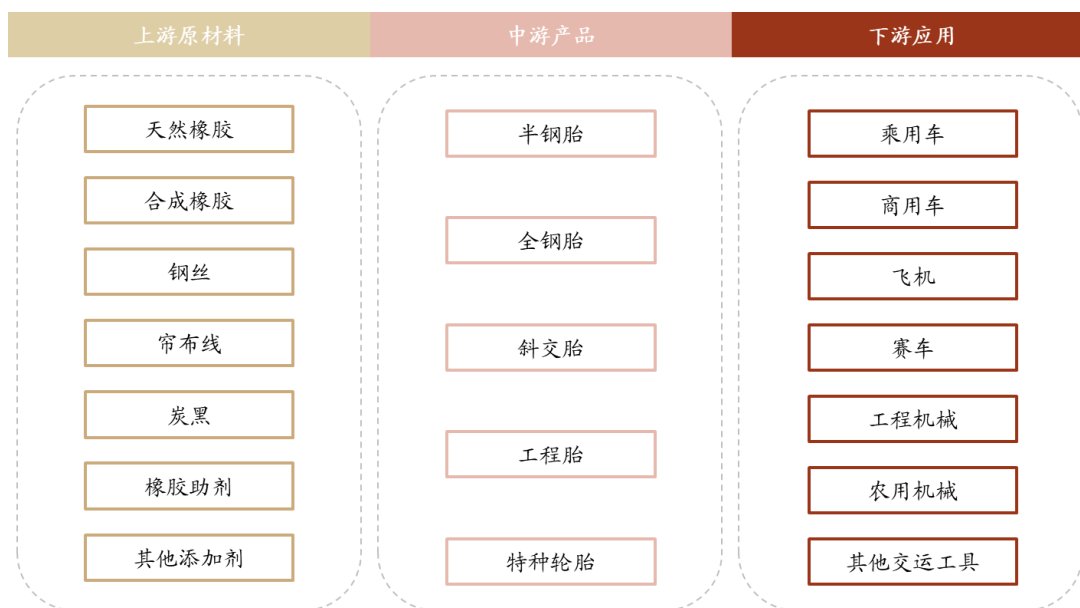 上游原材料
中游产品
下游应用
天然橡胶
合成橡胶
钢丝
帘布线
炭黑
橡胶助剂
其他添加剂
半钢胎
全钢胎
斜交胎
工程胎
特种轮胎
乘用车
商用车
飞机
赛车
工程机械
农用机械
其他交运工具